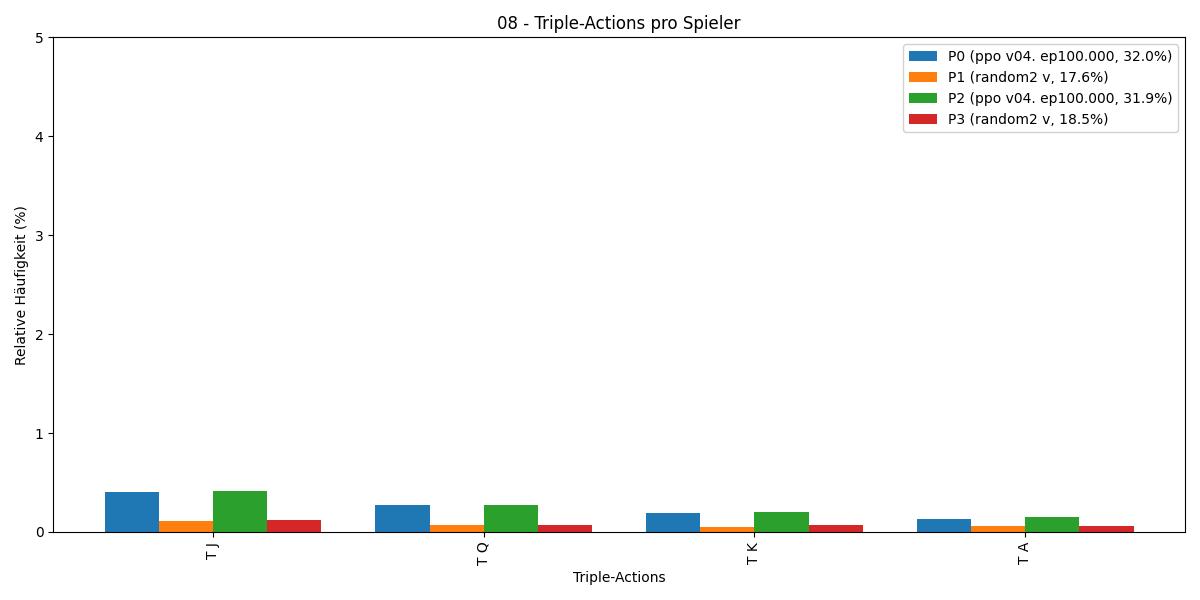 08 - Triple-Actions pro Spieler
P0 (ppo v04. ep100.000, 32.0%)
P1 (random2 v, 17.6%)
P2 (ppo v04. ep100.000, 31.9%)
P3 (random2 v, 18.5%)
Relative Häufigkeit (%)
5
4
3
2
1
0
T J
T Q
T K
T A
Triple-Actions